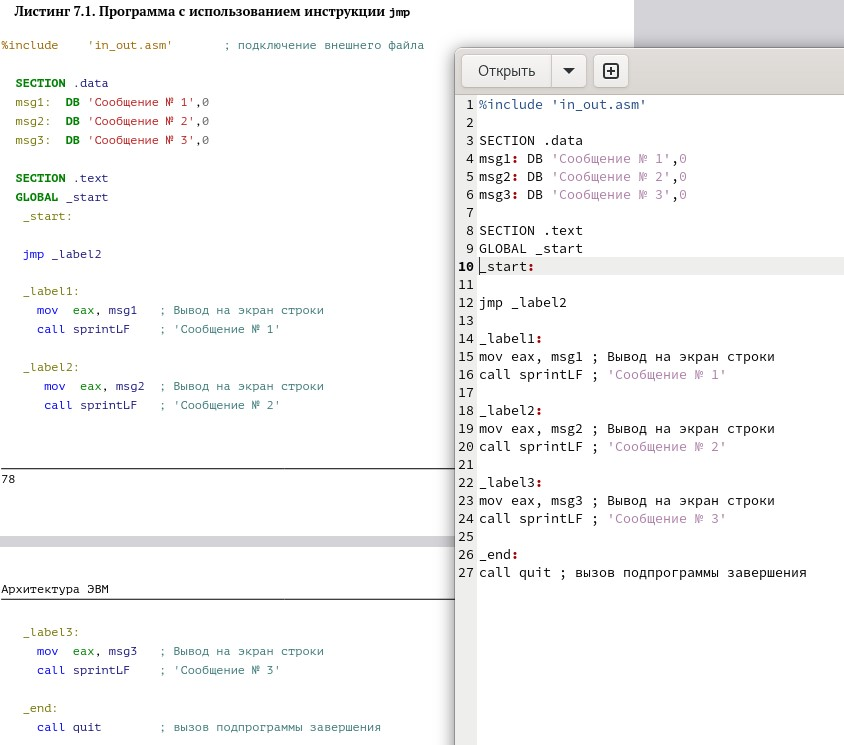 Листинг 7.1. Программа с использованием инструкции jmp
%include 'in_out.asm' ; подключение внешнего файла
SECTION .data
msg1: DB 'Сообщение № 1',0
msg2: DB 'Сообщение № 2',0
msg3: DB 'Сообщение № 3',0
SECTION .text
GLOBAL _start
_start:
jmp _label2
_label1:
mov eax, msg1 ; Вывод на экран строки
call sprintLF ; 'Сообщение № 1'
_label2:
mov eax, msg2 ; Вывод на экран строки
call sprintLF ; 'Сообщение № 2'
78
Архитектура ЭВМ
_label3:
mov eax, msg3 ; Вывод на экран строки
call sprintLF ; 'Сообщение № 3'
_end:
call quit ; вызов подпрограммы завершения
Открыть
1 %include 'in_out.asm'
2
3 SECTION .data
4 msg1: DB 'Сообщение № 1',0
5 msg2: DB 'Сообщение № 2',0
6 msg3: DB 'Сообщение № 3',0
7
8 SECTION .text
9 GLOBAL _start
10 _start:
11
12 jmp _label2
13
14 _label1:
15 mov eax, msg1 ; Вывод на экран строки
16 call sprintLF ; 'Сообщение № 1'
17
18 _label2:
19 mov eax, msg2 ; Вывод на экран строки
20 call sprintLF ; 'Сообщение № 2'
21
22 _label3:
23 mov eax, msg3 ; Вывод на экран строки
24 call sprintLF ; 'Сообщение № 3'
25
26 _end:
27 call quit ; вызов подпрограммы завершения